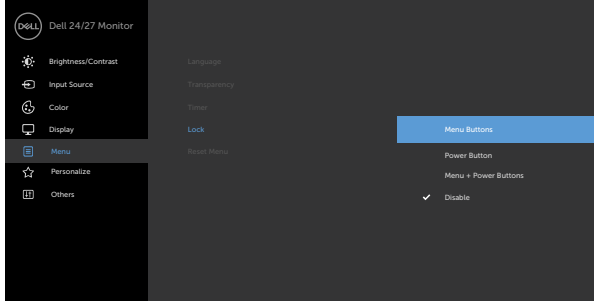 DELL Dell 24/27 Monitor
Brightness/Contrast
Input Source
Color
Display
Menu
Personalize
Others
Language
Transparency
Timer
Lock
Reset Menu
Menu Buttons
Power Button
Menu + Power Buttons
Disable